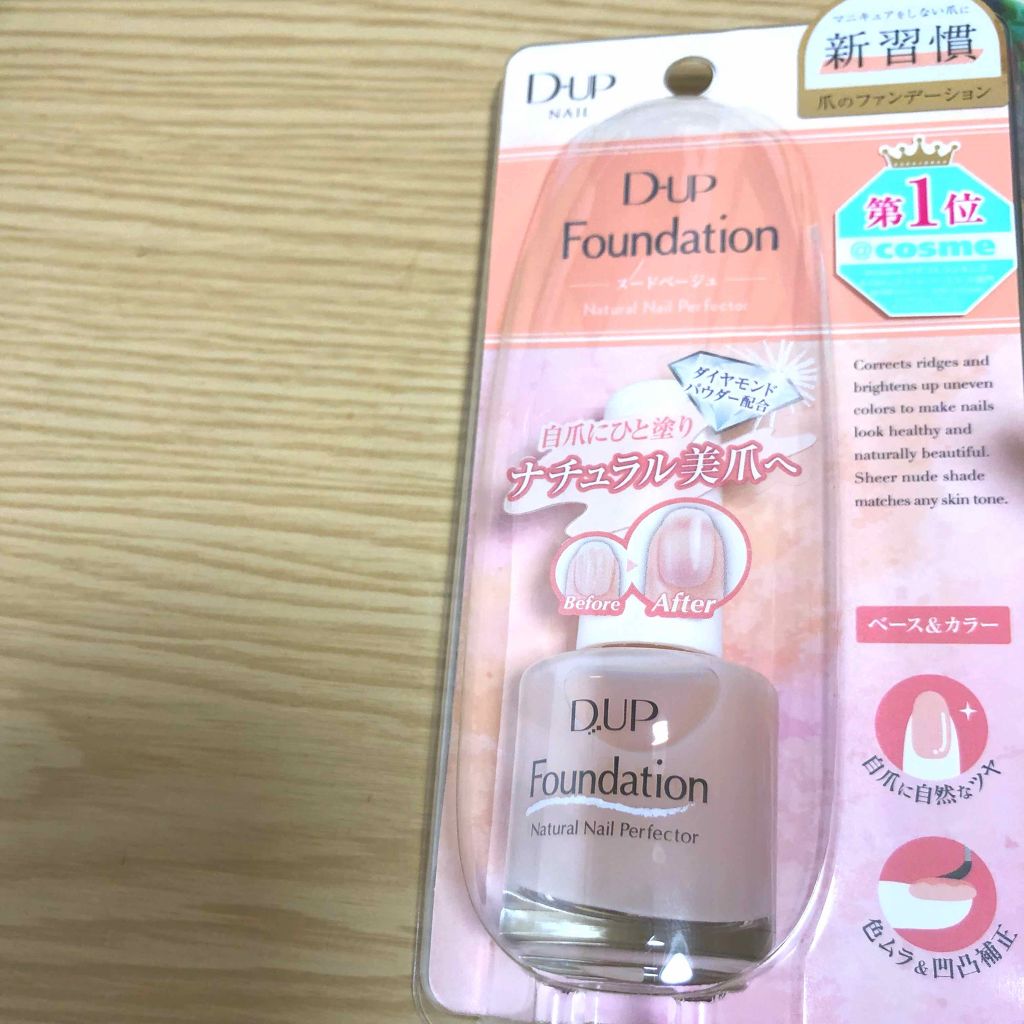 マニキュアをしない爪に
新習慣
爪のファンデーション
D-UP
NAIL
D-UP
Foundation
ヌードベージュ
Natural Nail Perfector
第1位
@cosme
ダイヤモンド
パウダー配合
自爪にひと塗り
ナチュラル美爪へ
Before
After
Corrects ridges and
brightens up uneven
colors to make nails
look healthy and
naturally beautiful.
Sheer nude shade
matches any skin tone.
ベース&カラー
自爪に自然なツヤ
色ムラ&凹凸補正
D.UP
Foundation
Natural Nail Perfector